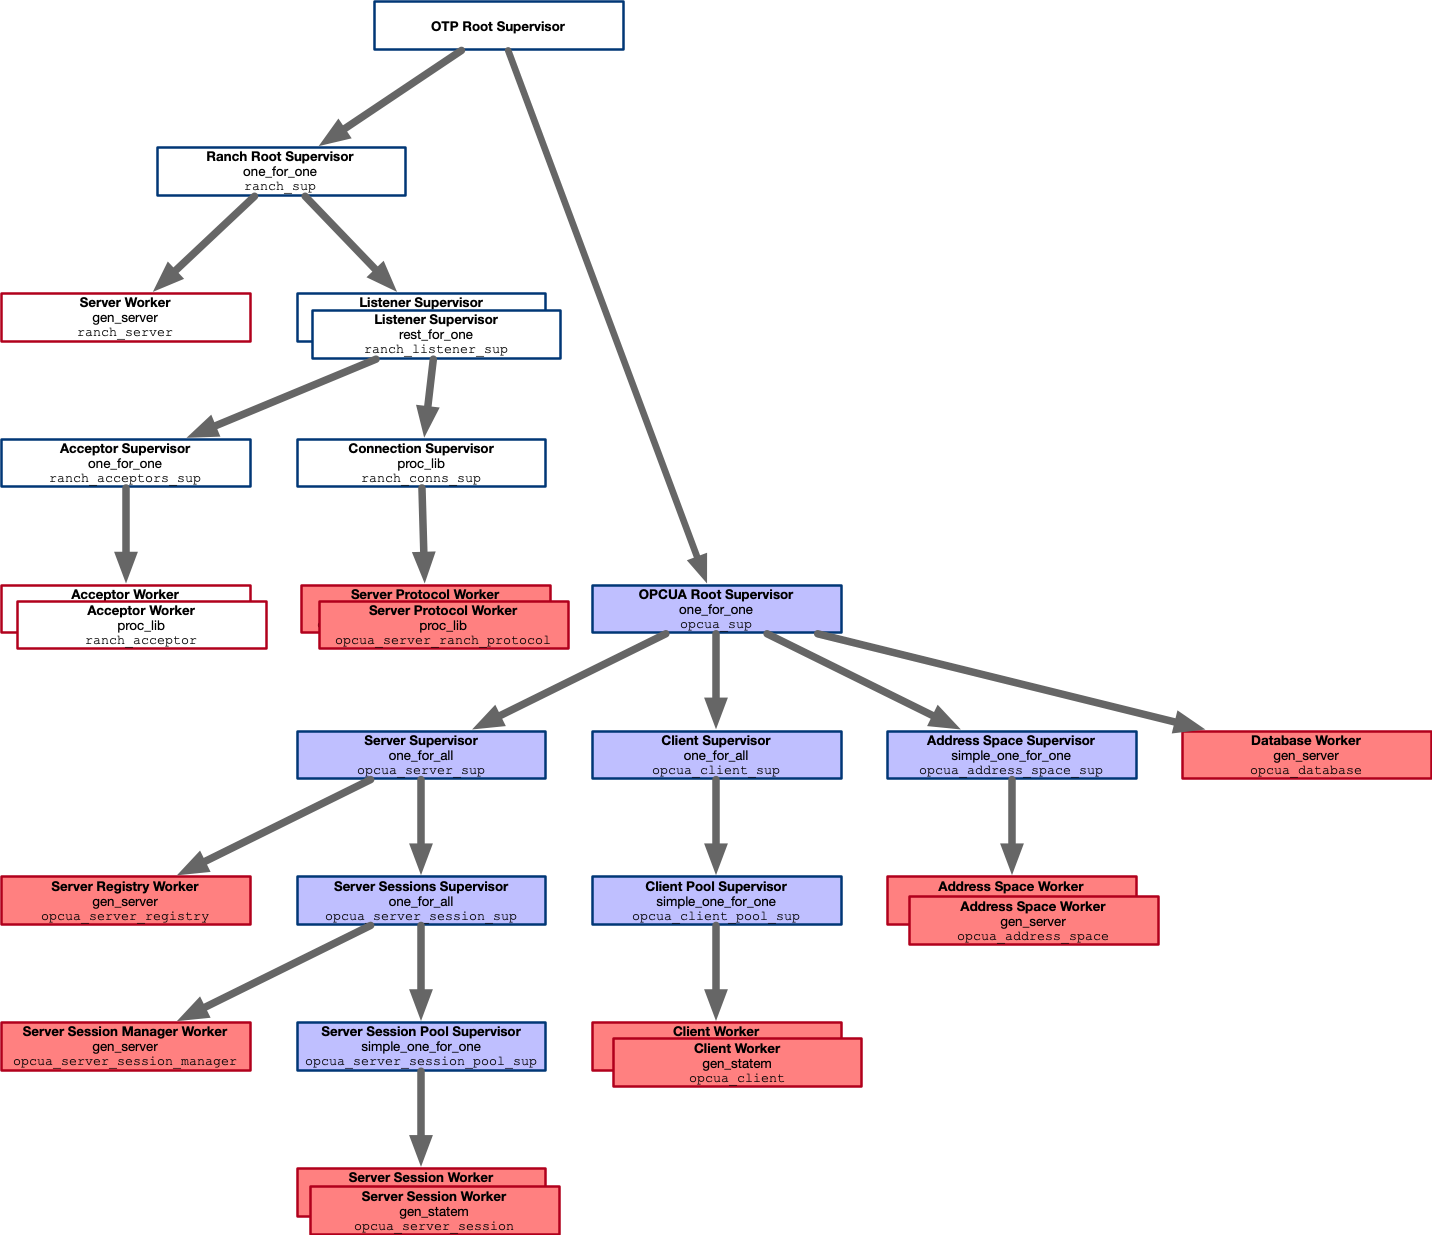 OTP Root Supervisor
Ranch Root Supervisor
one_for_one
ranch_sup
Server Worker
gen_server
ranch_server
Listener Supervisor
Listener Supervisor
rest_for_one
ranch_listener_sup
Acceptor Supervisor
one_for_one
ranch_acceptors_sup
Connection Supervisor
proc_lib
ranch_conns_sup
Acceptor Worker
Acceptor Worker
proc_lib
ranch_acceptor
Server Protocol Worker
Server Protocol Worker
proc_lib
opcua_server_ranch_protocol
OPCUA Root Supervisor
one_for_one
opcua_sup
Server Supervisor
one_for_all
opcua_server_sup
Client Supervisor
one_for_all
opcua_client_sup
Address Space Supervisor
simple_one_for_one
opcua_address_space_sup
Database Worker
gen_server
opcua_database
Server Registry Worker
gen_server
opcua_server_registry
Server Sessions Supervisor
one_for_all
opcua_server_session_sup
Client Pool Supervisor
simple_one_for_one
opcua_client_pool_sup
Address Space Worker
Address Space Worker
gen_server
opcua_address_space
Server Session Manager Worker
gen_server
opcua_server_session_manager
Server Session Pool Supervisor
simple_one_for_one
opcua_server_session_pool_sup
Client Worker
Client Worker
gen_statem
opcua_client
Server Session Worker
Server Session Worker
gen_statem
opcua_server_session